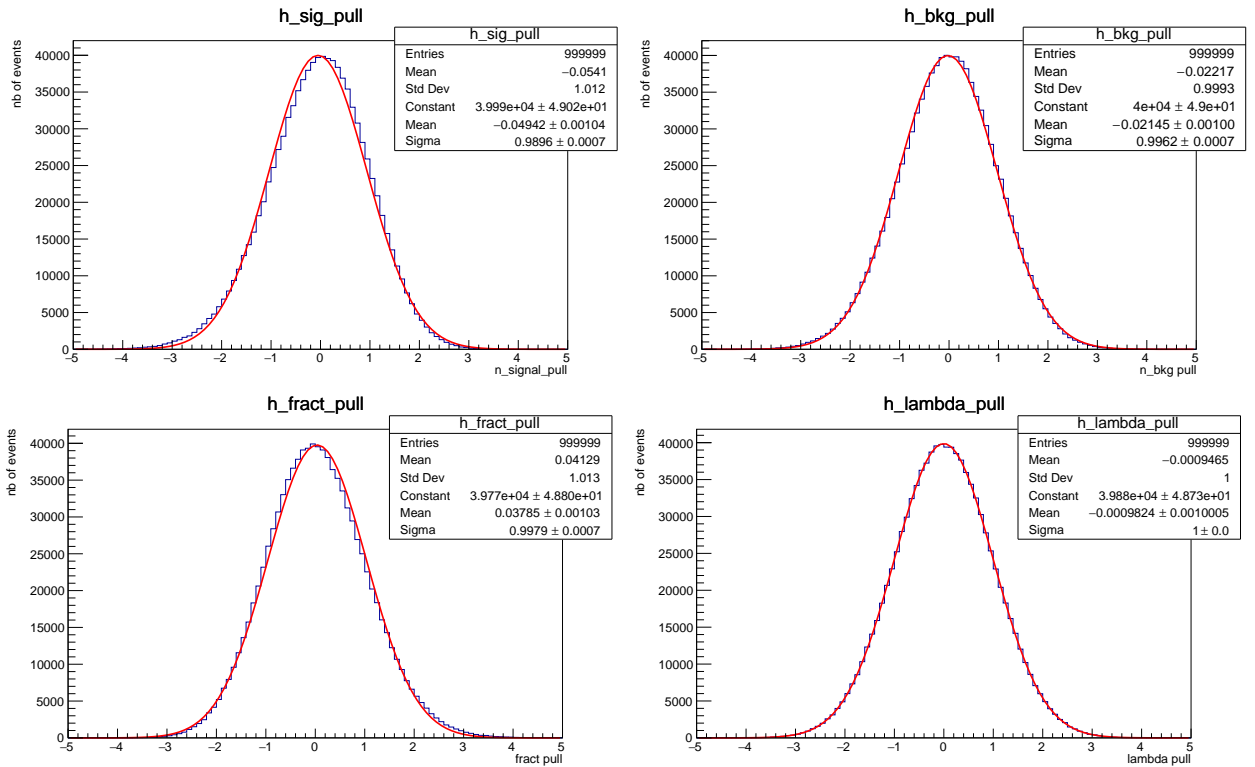 h_sig_pull
nb of events
40000
35000
30000
25000
20000
15000
10000
5000
0
−5 −4 −3 −2 −1 0 1 2 3 4 5
n_signal_pull
h_sig_pull
Entries 999999
Mean −0.0541
Std Dev 1.012
Constant 3.999e+04 ± 4.902e+01
Mean −0.04942 ± 0.00104
Sigma 0.9896 ± 0.0007
h_bkg_pull
nb of events
40000
35000
30000
25000
20000
15000
10000
5000
0
−5 −4 −3 −2 −1 0 1 2 3 4 5
n_bkg pull
h_bkg_pull
Entries 999999
Mean −0.02217
Std Dev 0.9993
Constant 4e+04 ± 4.9e+01
Mean −0.02145 ± 0.00100
Sigma 0.9962 ± 0.0007
h_fract_pull
nb of events
40000
35000
30000
25000
20000
15000
10000
5000
0
−5 −4 −3 −2 −1 0 1 2 3 4 5
fract pull
h_fract_pull
Entries 999999
Mean 0.04129
Std Dev 1.013
Constant 3.977e+04 ± 4.880e+01
Mean 0.03785 ± 0.00103
Sigma 0.9979 ± 0.0007
h_lambda_pull
nb of events
40000
35000
30000
25000
20000
15000
10000
5000
0
−5 −4 −3 −2 −1 0 1 2 3 4 5
lambda pull
h_lambda_pull
Entries 999999
Mean −0.0009465
Std Dev 1
Constant 3.988e+04 ± 4.873e+01
Mean −0.0009824 ± 0.0010005
Sigma 1 ± 0.0